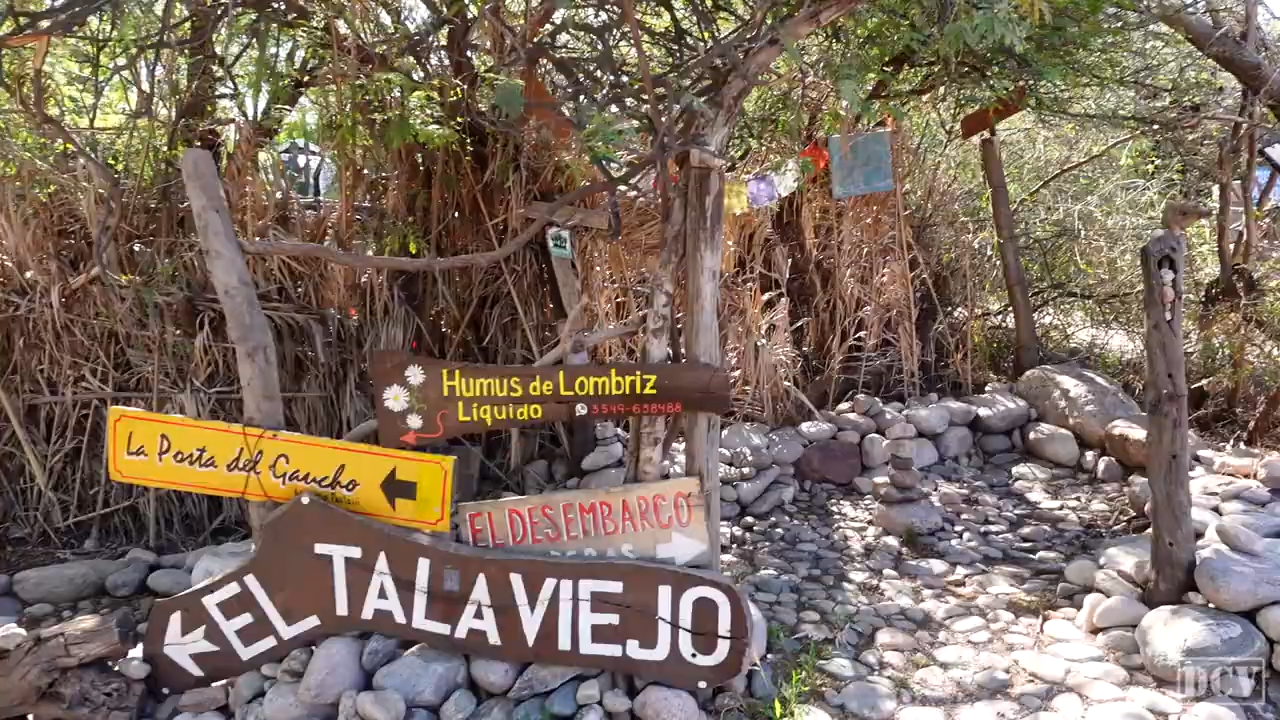 Humus de Lombriz
Liquido 3549-638488
La Posta del Gaucho
EL DESEMBARCO
EL TALA VIEJO
DCV